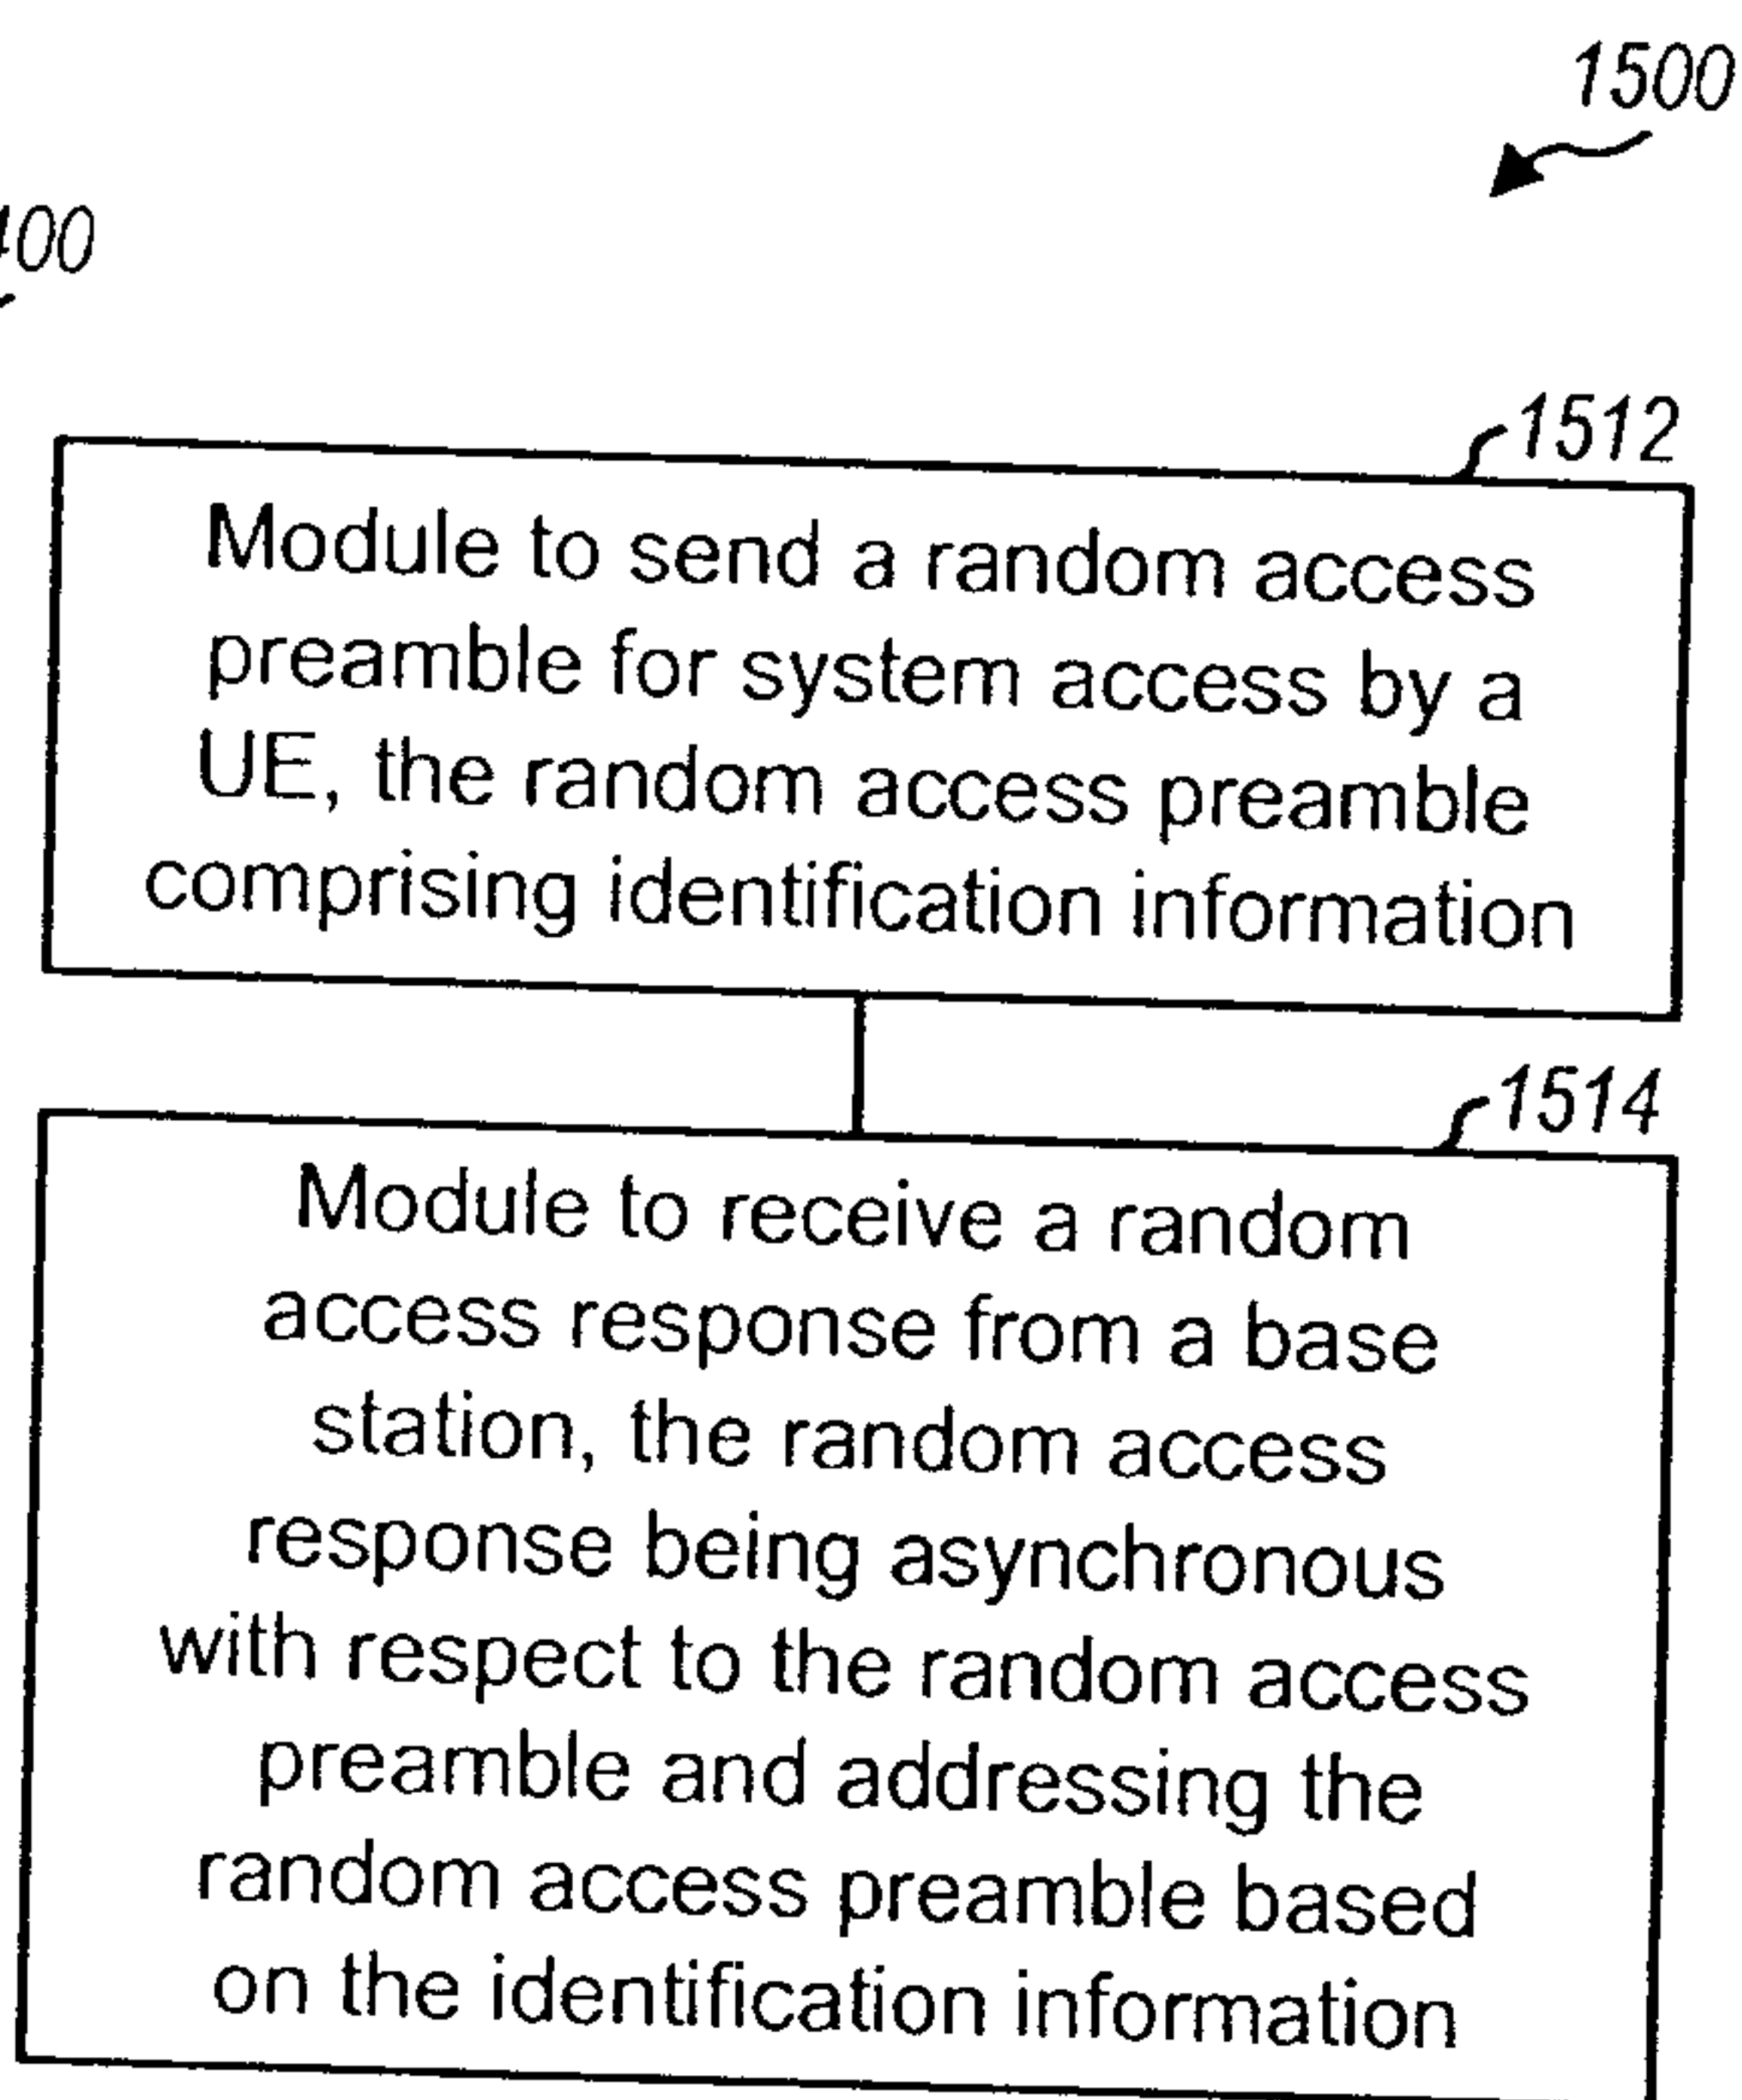 1500
400
1512
Module to send a random access
preamble for system access by a
UE, the random access preamble
comprising identification information
1514
Module to receive a random
access response from a base
station, the random access
response being asynchronous
with respect to the random access
preamble and addressing the
random access preamble based
on the identification information